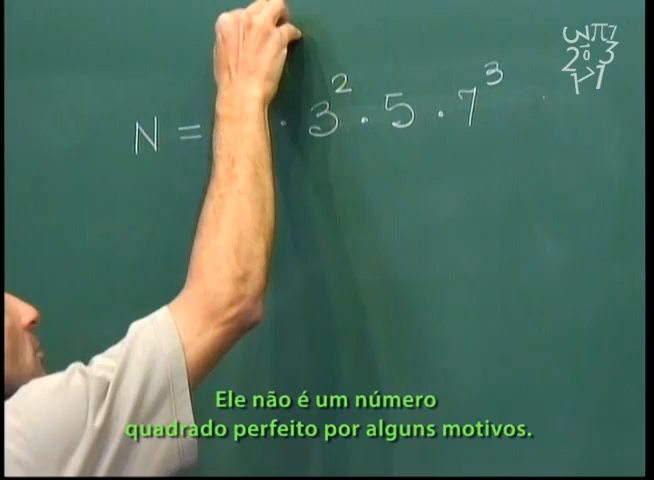 N = · 3² · 5 · 7³
Ele não é um número
quadrado perfeito por alguns motivos.